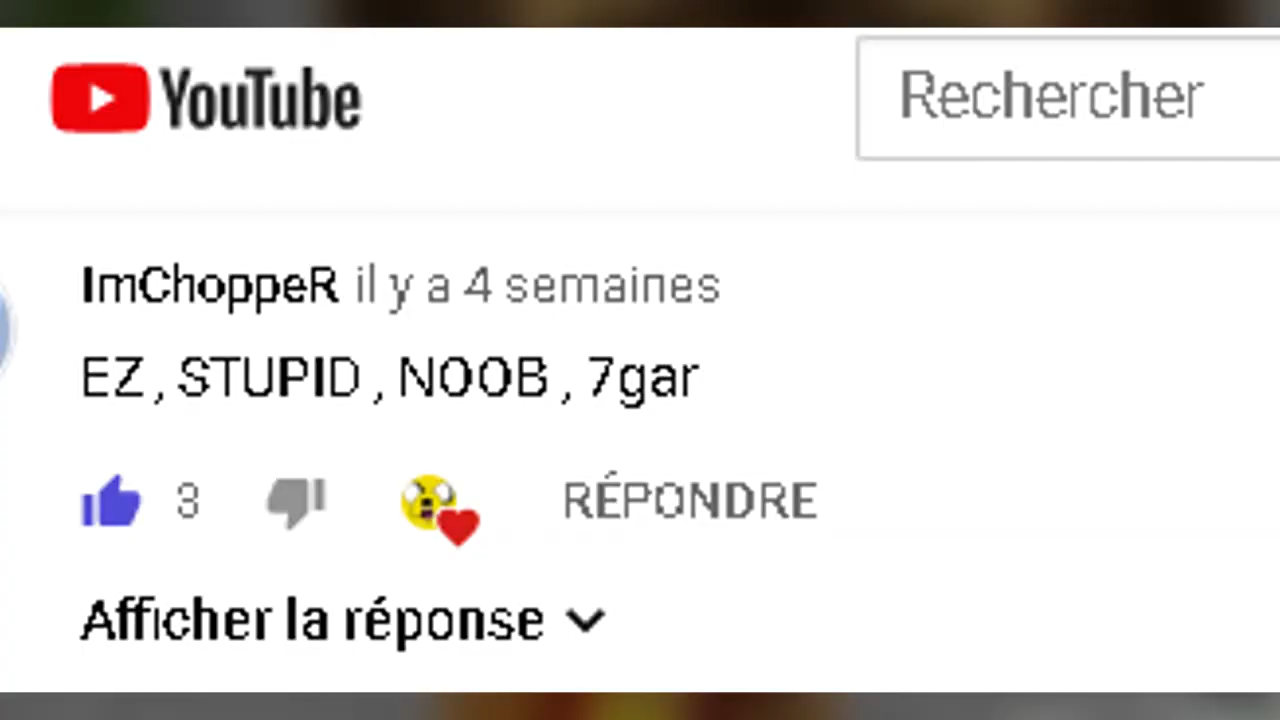 YouTube
Rechercher
ImChoppeR il y a 4 semaines
EZ , STUPID , NOOB , 7gar
3
RÉPONDRE
Afficher la réponse